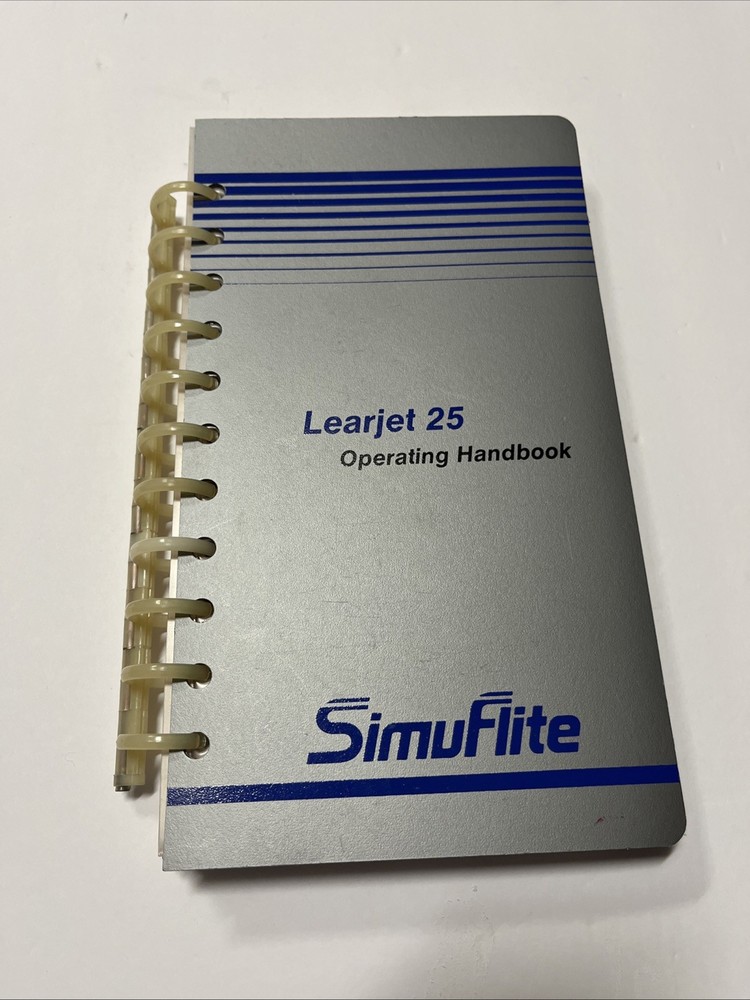 Learjet 25
Operating Handbook
SimuFlite